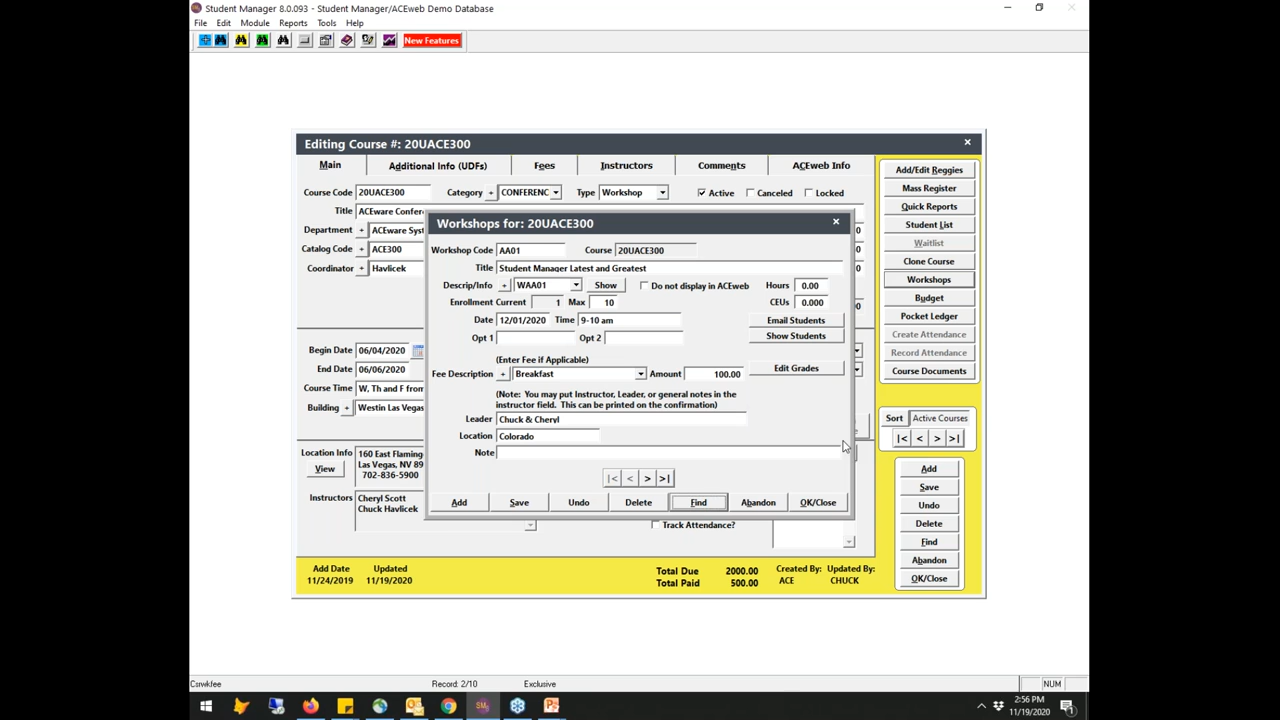 Student Manager 8.0.093 - Student Manager/ACEweb Demo Database
File Edit Module Reports Tools Help
New Features
Editing Course #: 20UACE300
Main Additional Info (UDFs) Fees Instructors Comments ACEweb Info
Course Code 20UACE300 Category + CONFERENC Type Workshop Active Canceled Locked
Title ACEware Confer
Department + ACEware Sys
Catalog Code + ACE300
Coordinator + Havlicek
Begin Date 06/04/2020
End Date 06/06/2020
Course Time W, Th and F from
Building + Westin Las Vegas
Location Info 160 East Flaming
View Las Vegas, NV 89
702-836-5900
Instructors Cheryl Scott
Chuck Havlicek
Track Attendance?
Add Date Updated
11/24/2019 11/19/2020
Total Due 2000.00
Total Paid 500.00
Created By: Updated By:
ACE CHUCK
Workshops for: 20UACE300
Workshop Code AA01 Course 20UACE300
Title Student Manager Latest and Greatest
Descrip/Info + WAA01 Show Do not display in ACEweb Hours 0.00
Enrollment Current 1 Max 10 CEUs 0.000
Date 12/01/2020 Time 9-10 am Email Students
Opt 1 Opt 2 Show Students
(Enter Fee if Applicable)
Fee Description + Breakfast Amount 100.00 Edit Grades
(Note: You may put Instructor, Leader, or general notes in the
instructor field. This can be printed on the confirmation)
Leader Chuck & Cheryl
Location Colorado
Note
|< < > >|
Add Save Undo Delete Find Abandon OK/Close
Add/Edit Reggies
Mass Register
Quick Reports
Student List
Waitlist
Clone Course
Workshops
Budget
Pocket Ledger
Create Attendance
Record Attendance
Course Documents
Sort Active Courses
|< < > >|
Add
Save
Undo
Delete
Find
Abandon
OK/Close
Csrwkfee Record: 2/10 Exclusive NUM
2:56 PM
11/19/2020